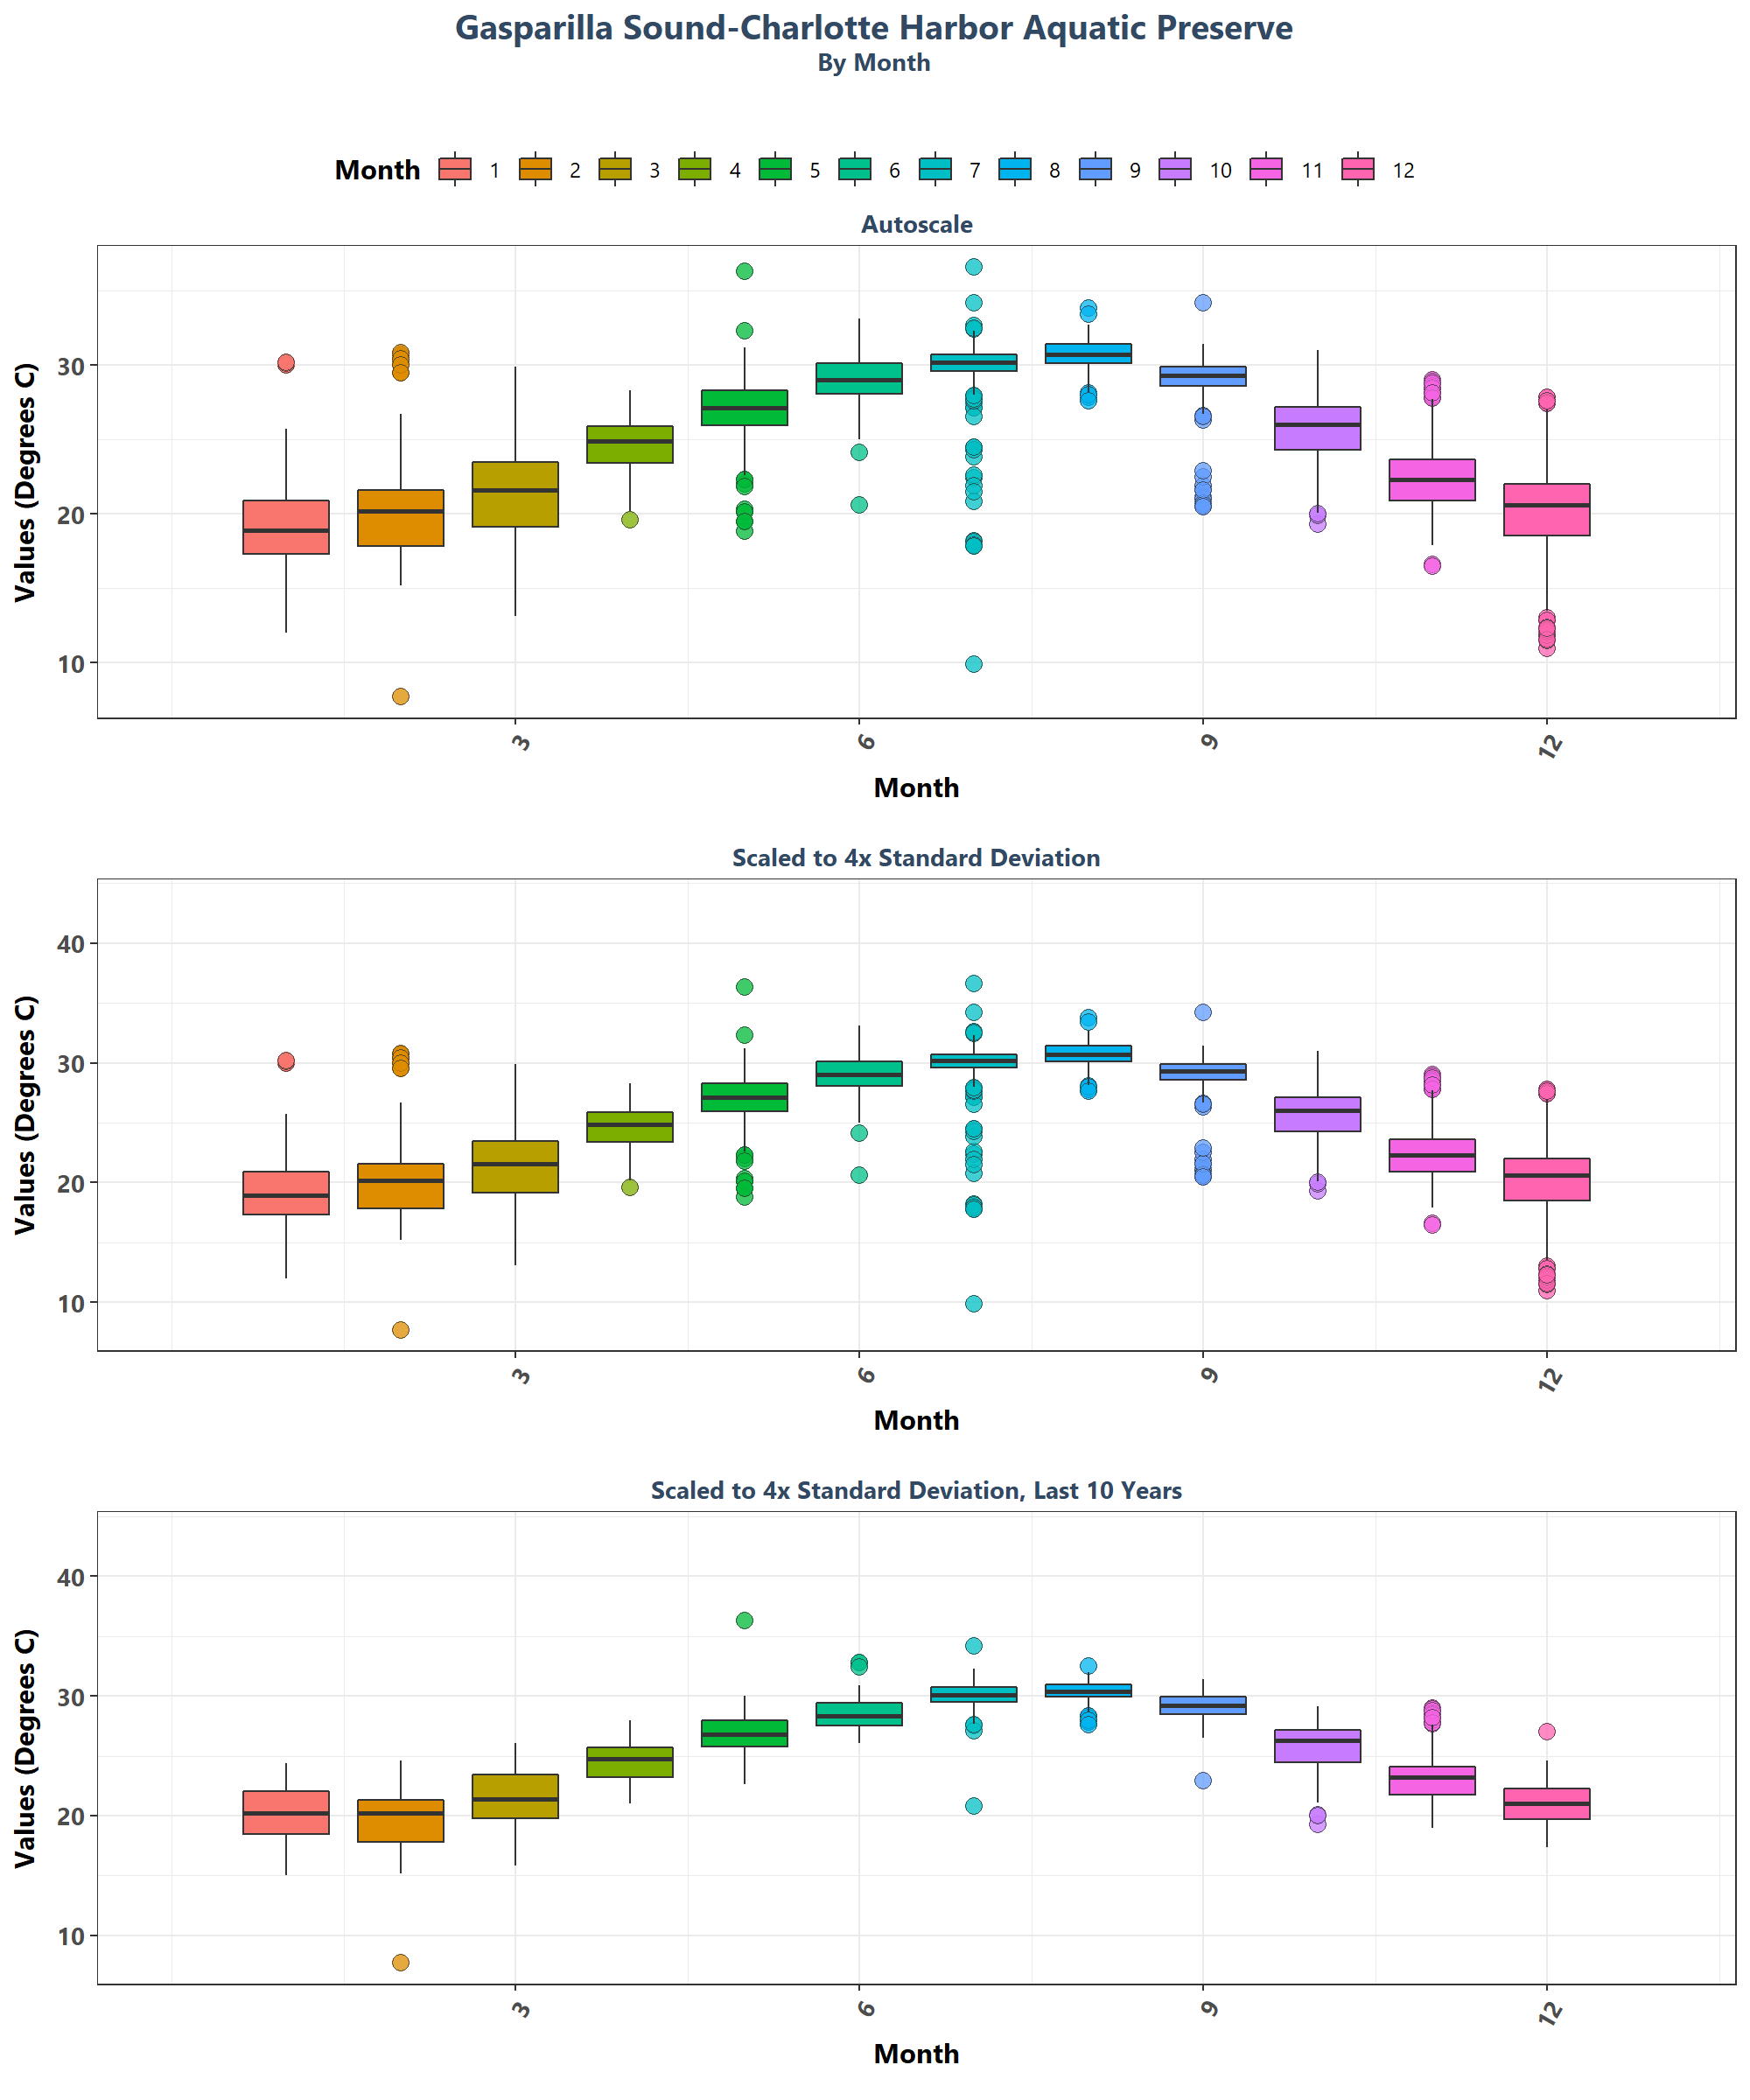 Gasparilla Sound-Charlotte Harbor Aquatic Preserve
By Month
Month 1 2 3 4 5 6 7 8 9 10 11 12
Autoscale
Values (Degrees C)
30
20
10
3 6 9 12
Month
Scaled to 4x Standard Deviation
Values (Degrees C)
40
30
20
10
3 6 9 12
Month
Scaled to 4x Standard Deviation, Last 10 Years
Values (Degrees C)
40
30
20
10
3 6 9 12
Month